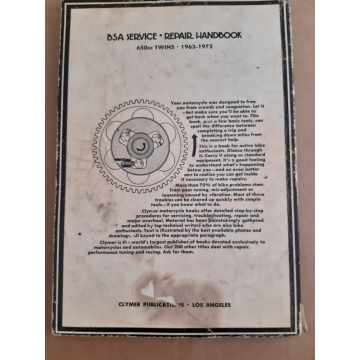 BSA SERVICE • REPAIR HANDBOOK
650cc TWINS • 1963-1972
Your motorcycle was designed to free
you from crowds and congestion. Let it
—but make sure you'll be able to
get back when you want to. This
book, plus a few basic tools, can
spell the difference between
completing a trip and
breaking down miles from
the nearest help.
This is a book for active bike
enthusiasts. Glance through
it. Carry it along as standard
equipment. It's a good feeling
to understand what's happening
below you—and an even better
one to realize you can get inside
if necessary to make repairs.
More than 70% of bike problems stem
from poor tuning, mis-adjustment or
loosening caused by vibration. Most of these
troubles can be cleared up quickly with simple
tools—if you know what to do.
Clymer motorcycle books offer detailed step-by-step
procedures for servicing, troubleshooting, repair and
major overhaul. Material has been painstakingly gathered
and edited by top technical writers who are also bike
enthusiasts. Text is illustrated by the best available photos and
drawings, all keyed to the appropriate paragraphs.
Clymer is the world's largest publisher of books devoted exclusively to
motorcycles and automobiles. Our 200 other titles deal with repair,
performance tuning and racing. Ask for them.
CLYMER PUBLICATIONS • LOS ANGELES